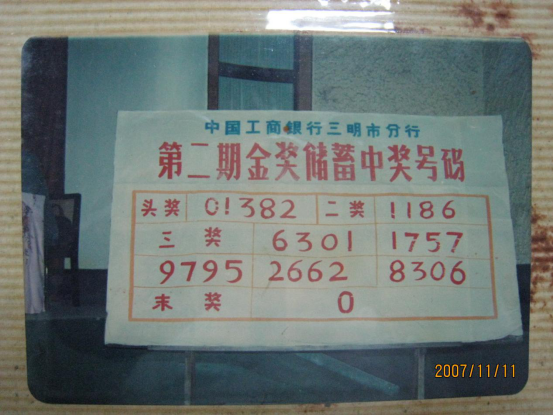 中国工商银行三明市分行
第二期金奖储蓄中奖号码
头奖 01382 二奖 1186
三奖 6301 1757
9795 2662 8306
末奖 0
2007/11/11